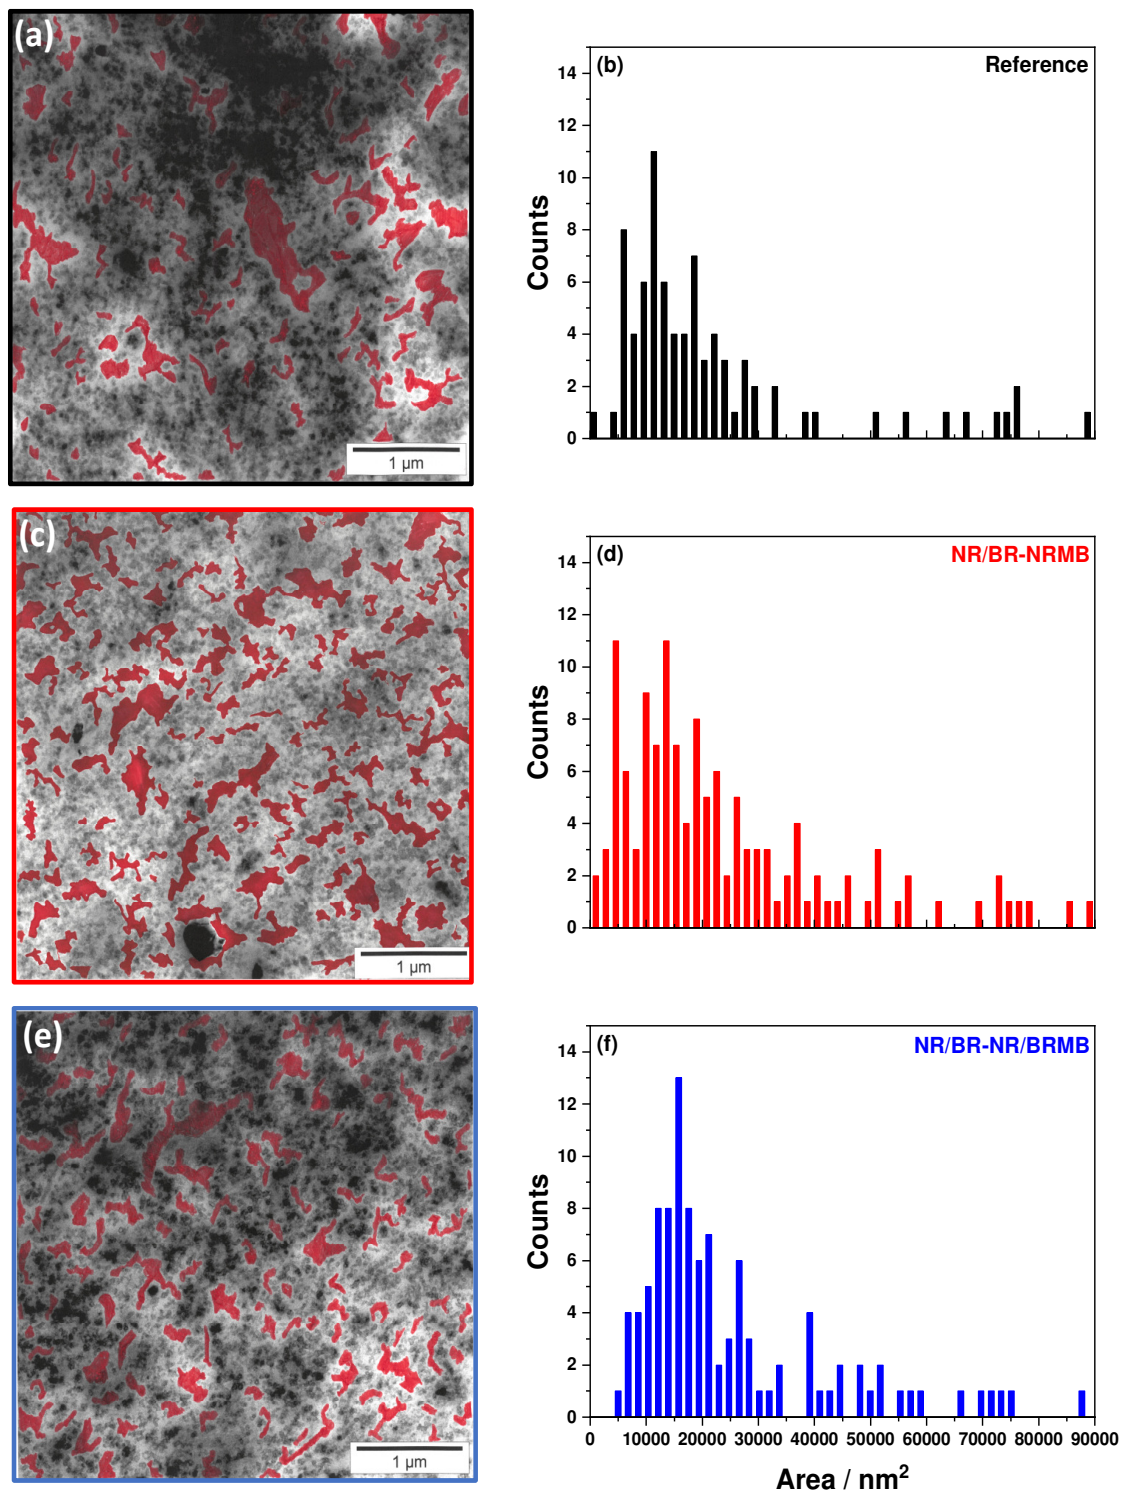 (a)
1 µm
(b)
Reference
Counts
14
12
10
8
6
4
2
0
(c)
1 µm
(d)
NR/BR-NRMB
Counts
14
12
10
8
6
4
2
0
(e)
1 µm
(f)
NR/BR-NR/BRMB
Counts
14
12
10
8
6
4
2
0
0 10000 20000 30000 40000 50000 60000 70000 80000 90000
Area / nm²